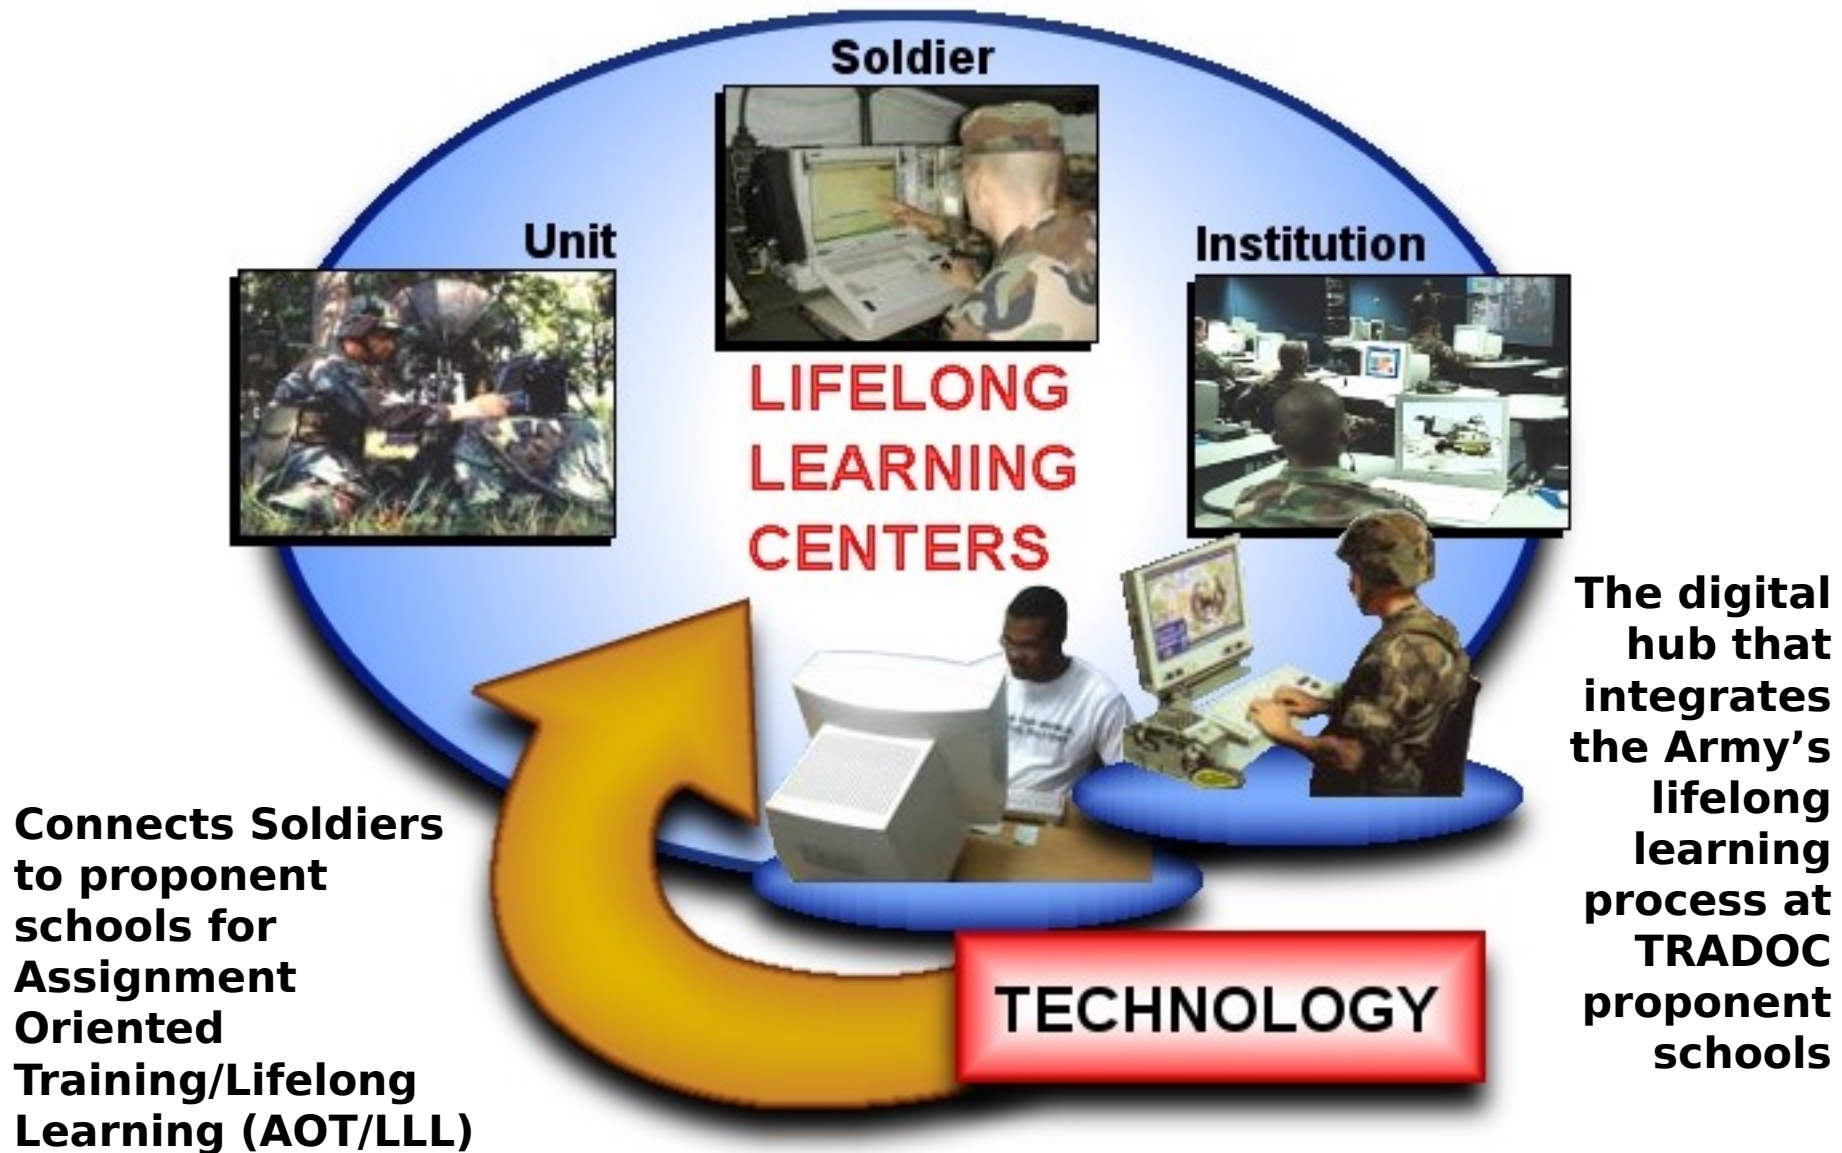 Soldier
Unit
Institution
LIFELONG
LEARNING
CENTERS
The digital
hub that
integrates
the Army’s
lifelong
learning
process at
TRADOC
proponent
schools
Connects Soldiers
to proponent
schools for
Assignment
Oriented
Training/Lifelong
Learning (AOT/LLL)
TECHNOLOGY